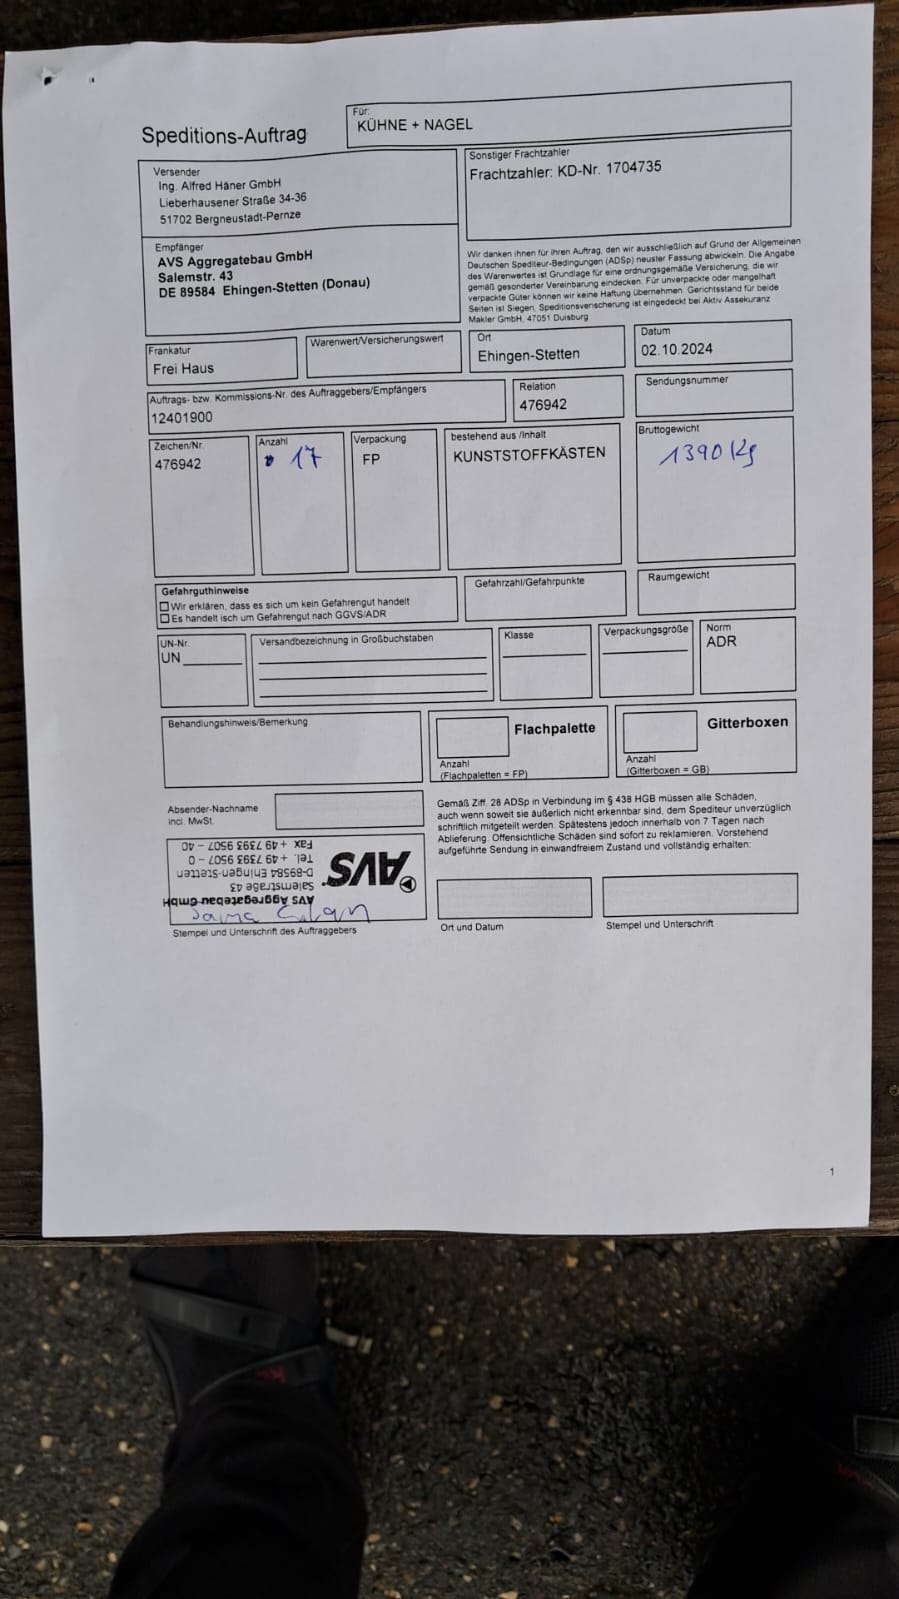 Speditions-Auftrag
Für:
KÜHNE + NAGEL
Versender
Ing. Alfred Häner GmbH
Lieberhausener Straße 34-36
51702 Bergneustadt-Pernze
Sonstiger Frachtzahler
Frachtzahler: KD-Nr. 1704735
Empfänger
AVS Aggregatebau GmbH
Salemstr. 43
DE 89584 Ehingen-Stetten (Donau)
Wir danken ihnen für ihren Auftrag, den wir ausschließlich auf Grund der Allgemeinen
Deutschen Spediteur-Bedingungen (ADSp) neuster Fassung abwickeln. Die Angabe
des Warenwertes ist Grundlage für eine ordnungsgemäße Versicherung, die wir
gemäß gesonderter Vereinbarung eindecken. Für unverpackte oder mangelhaft
verpackte Güter können wir keine Haftung übernehmen. Gerichtsstand für beide
Seiten ist Siegen, Speditionsverischerung ist eingedeckt bei Aktiv Assekuranz
Makler GmbH, 47051 Duisburg
Frankatur
Frei Haus
Warenwert/Versicherungswert
Ort
Ehingen-Stetten
Datum
02.10.2024
Auftrags- bzw. Kommissions-Nr. des Auftraggebers/Empfängers
12401900
Relation
476942
Sendungsnummer
Zeichen/Nr.
476942
Anzahl
17
Verpackung
FP
bestehend aus /Inhalt
KUNSTSTOFFKÄSTEN
Bruttogewicht
1390 Kg
Gefahrguthinweise
Wir erklären, dass es sich um kein Gefahrengut handelt
Es handelt isch um Gefahrengut nach GGVS/ADR
Gefahrzahl/Gefahrpunkte
Raumgewicht
UN-Nr.
UN
Versandbezeichnung in Großbuchstaben
Klasse
Verpackungsgröße
Norm
ADR
Behandlungshinweis/Bemerkung
Flachpalette
Anzahl
(Flachpaletten = FP)
Gitterboxen
Anzahl
(Gitterboxen = GB)
Absender-Nachname
incl. MwSt.
Gemäß Ziff. 28 ADSp in Verbindung im § 438 HGB müssen alle Schäden,
auch wenn soweit sie äußerlich nicht erkennbar sind, dem Spediteur unverzüglich
schriftlich mitgeteilt werden. Spätestens jedoch innerhalb von 7 Tagen nach
Ablieferung. Offensichtliche Schäden sind sofort zu reklamieren. Vorstehend
aufgeführte Sendung in einwandfreiem Zustand und vollständig erhalten:
AVS
AVS Aggregatebau GmbH
Salemstraße 43
D-89584 Ehingen-Stetten
Tel. +49 7393 9507 - 0
Fax +49 7393 9507 - 40
Stempel und Unterschrift des Auftraggebers
Ort und Datum
Stempel und Unterschrift
1